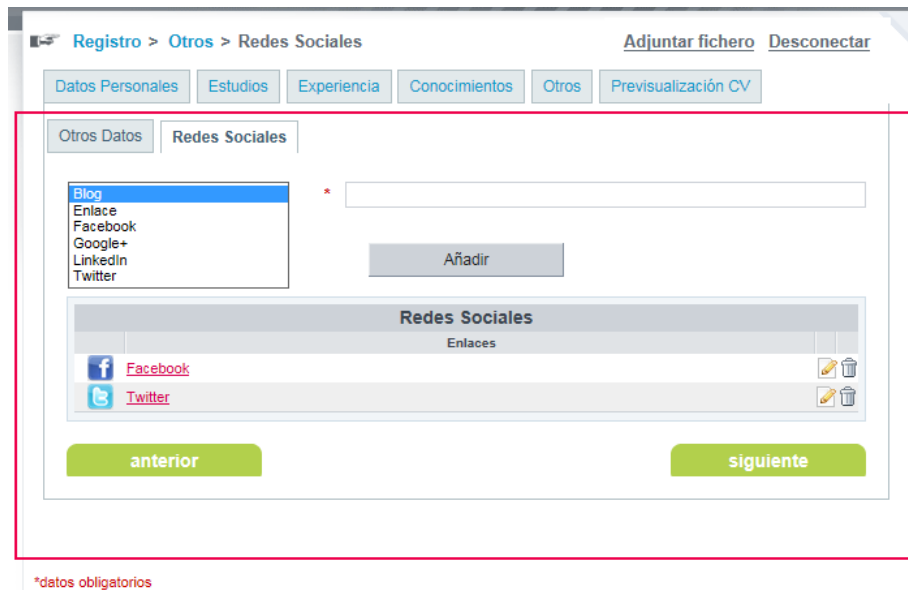 Registro > Otros > Redes Sociales Adjuntar fichero Desconectar
Datos Personales Estudios Experiencia Conocimientos Otros Previsualización CV
Otros Datos Redes Sociales
Blog *
Enlace
Facebook
Google+
LinkedIn
Twitter
Añadir
Redes Sociales
Enlaces
Facebook
Twitter
anterior siguiente
*datos obligatorios